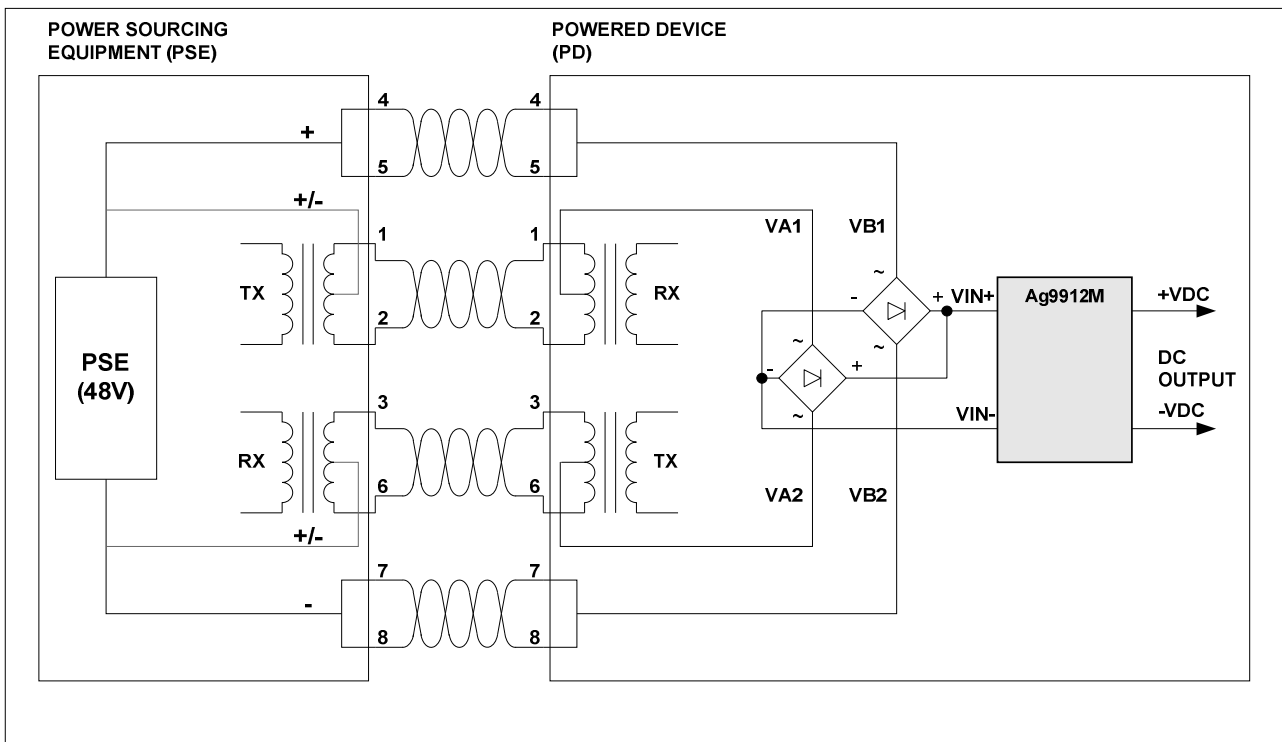 POWER SOURCING
EQUIPMENT (PSE)
POWERED DEVICE
(PD)
4
4
+
5
5
+/-
1
1
VA1
VB1
TX
RX
~
-
+
VIN+
Ag9912M
+VDC
2
2
~
~
PSE
(48V)
-
+
DC
OUTPUT
~
VIN-
-VDC
3
3
RX
TX
6
6
VA2
VB2
+/-
7
7
-
8
8